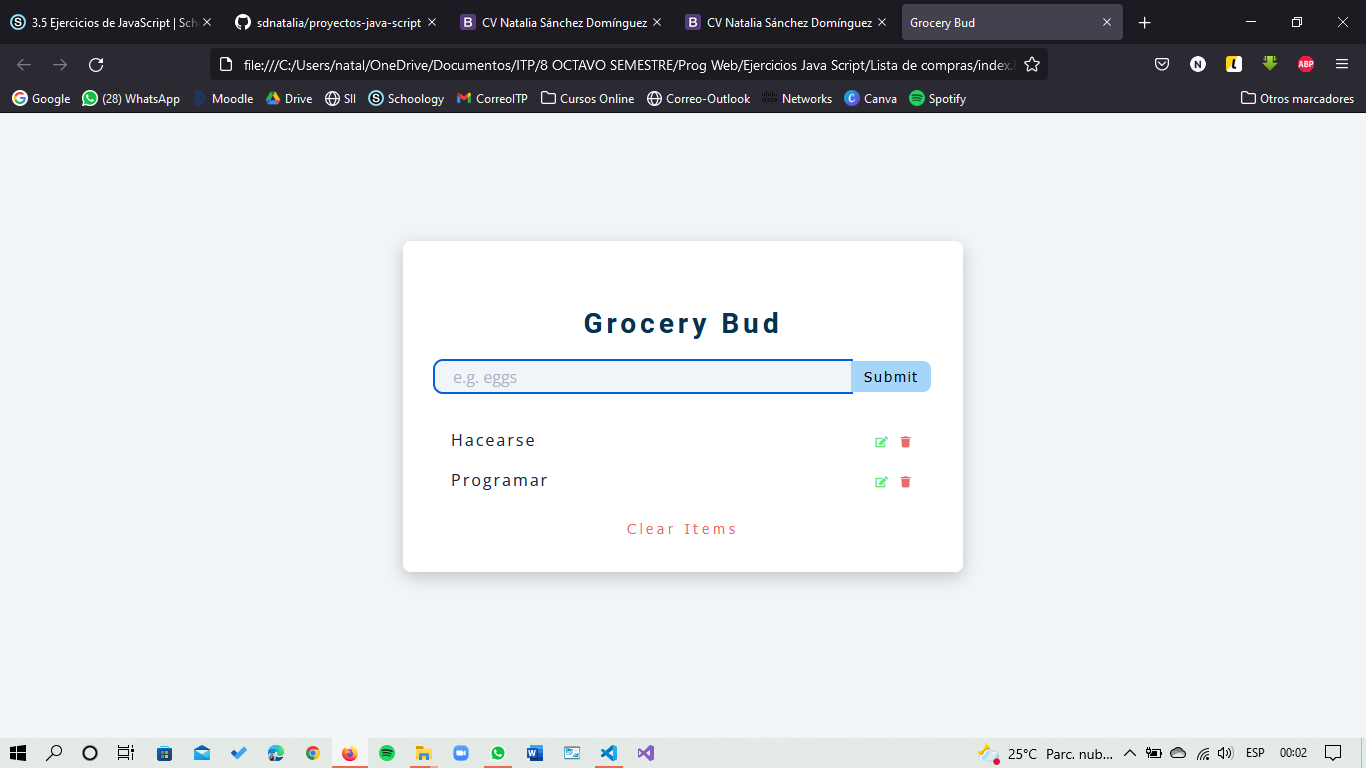 3.5 Ejercicios de JavaScript | Sch
sdnatalia/proyectos-java-script
CV Natalia Sánchez Domínguez
CV Natalia Sánchez Domínguez
Grocery Bud
file:///C:/Users/natal/OneDrive/Documentos/ITP/8 OCTAVO SEMESTRE/Prog Web/Ejercicios Java Script/Lista de compras/index.
N
ABP
Google
(28) WhatsApp
Moodle
Drive
SII
Schoology
CorreoITP
Cursos Online
Correo-Outlook
Networks
Canva
Spotify
Otros marcadores
Grocery Bud
e.g. eggs
Submit
Hacearse
Programar
Clear Items
25°C Parc. nub...
ESP
00:02